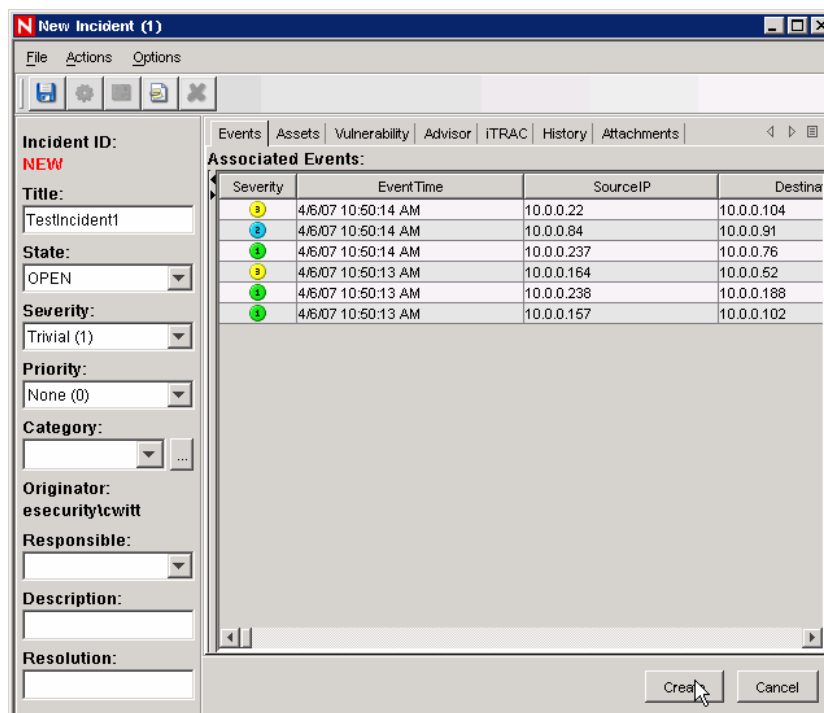 New Incident (1)
File Actions Options
Incident ID:
NEW
Title:
TestIncident1
State:
OPEN
Severity:
Trivial (1)
Priority:
None (0)
Category:
...
Originator:
esecurity\cwitt
Responsible:
Description:
Resolution:
Events Assets Vulnerability Advisor iTRAC History Attachments
Associated Events:
Severity EventTime SourceIP Destina
3 4/6/07 10:50:14 AM 10.0.0.22 10.0.0.104
2 4/6/07 10:50:14 AM 10.0.0.84 10.0.0.91
1 4/6/07 10:50:14 AM 10.0.0.237 10.0.0.76
3 4/6/07 10:50:13 AM 10.0.0.164 10.0.0.52
1 4/6/07 10:50:13 AM 10.0.0.238 10.0.0.188
1 4/6/07 10:50:13 AM 10.0.0.157 10.0.0.102
Create Cancel